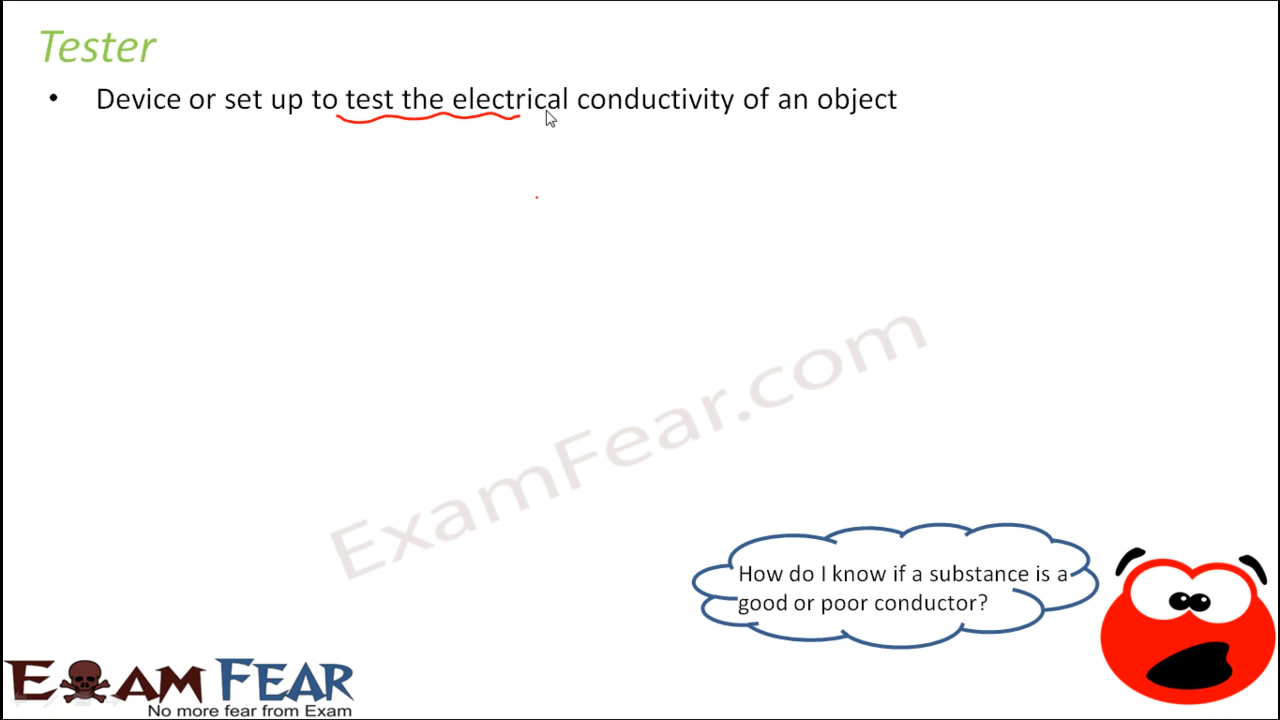 Tester
• Device or set up to test the electrical conductivity of an object
ExamFear.com
How do I know if a substance is a
good or poor conductor?
EXAM FEAR
No more fear from Exam